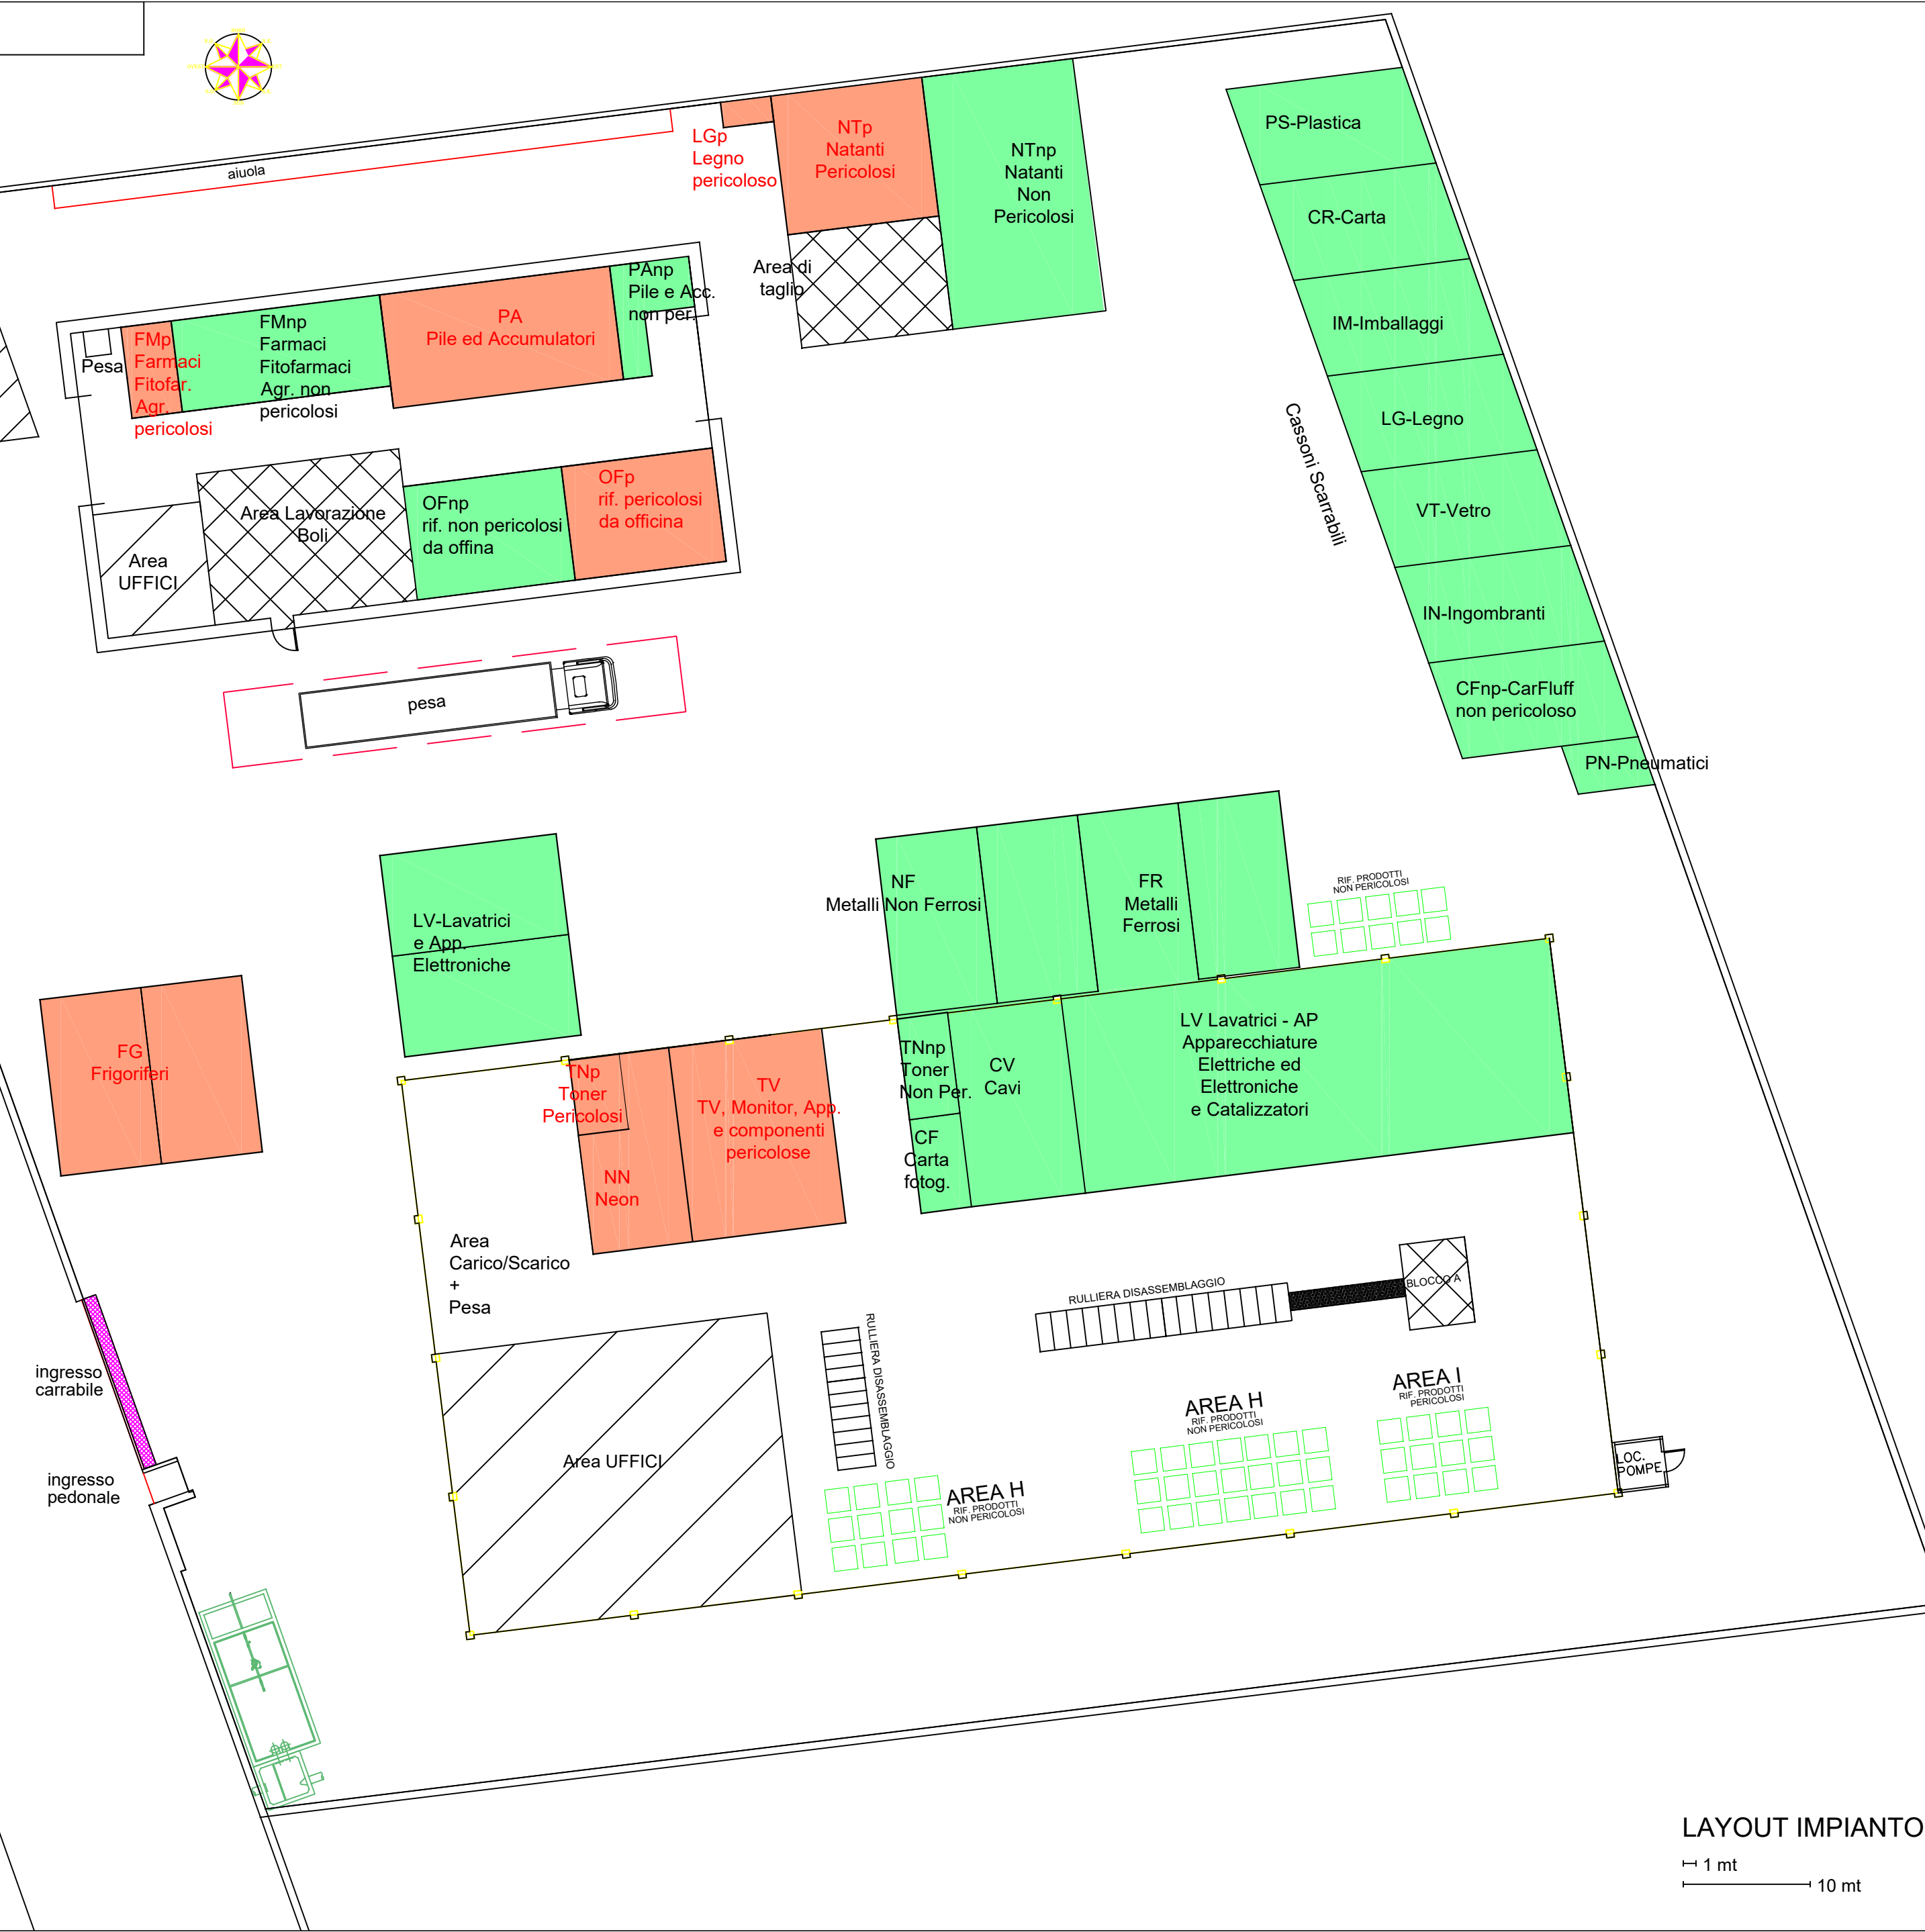 aiuola
LGp
Legno
pericoloso
NTp
Natanti
Pericolosi
NTnp
Natanti
Non
Pericolosi
Area di
taglio
PS-Plastica
CR-Carta
IM-Imballaggi
LG-Legno
VT-Vetro
IN-Ingombranti
CFnp-CarFluff
non pericoloso
PN-Pneumatici
Cassoni Scarrabili
Pesa
FMp
Farmaci
Fitofar.
Agr.
pericolosi
FMnp
Farmaci
Fitofarmaci
Agr. non
pericolosi
PA
Pile ed Accumulatori
PAnp
Pile e Acc.
non per.
Area
UFFICI
Area Lavorazione
Boli
OFnp
rif. non pericolosi
da offina
OFp
rif. pericolosi
da officina
pesa
LV-Lavatrici
e App.
Elettroniche
NF
Metalli Non Ferrosi
FR
Metalli
Ferrosi
RIF. PRODOTTI
NON PERICOLOSI
FG
Frigoriferi
TNp
Toner
Pericolosi
NN
Neon
TV
TV, Monitor, App.
e componenti
pericolose
TNnp
Toner
Non Per.
CF
Carta
fotog.
CV
Cavi
LV Lavatrici - AP
Apparecchiature
Elettriche ed
Elettroniche
e Catalizzatori
Area
Carico/Scarico
+
Pesa
RULLIERA DISASSEMBLAGGIO
BLOCCO A
RULLIERA DISASSEMBLAGGIO
ingresso
carrabile
ingresso
pedonale
Area UFFICI
AREA H
RIF. PRODOTTI
NON PERICOLOSI
AREA H
RIF. PRODOTTI
NON PERICOLOSI
AREA I
RIF. PRODOTTI
PERICOLOSI
LOC.
POMPE
LAYOUT IMPIANTO
1 mt
10 mt